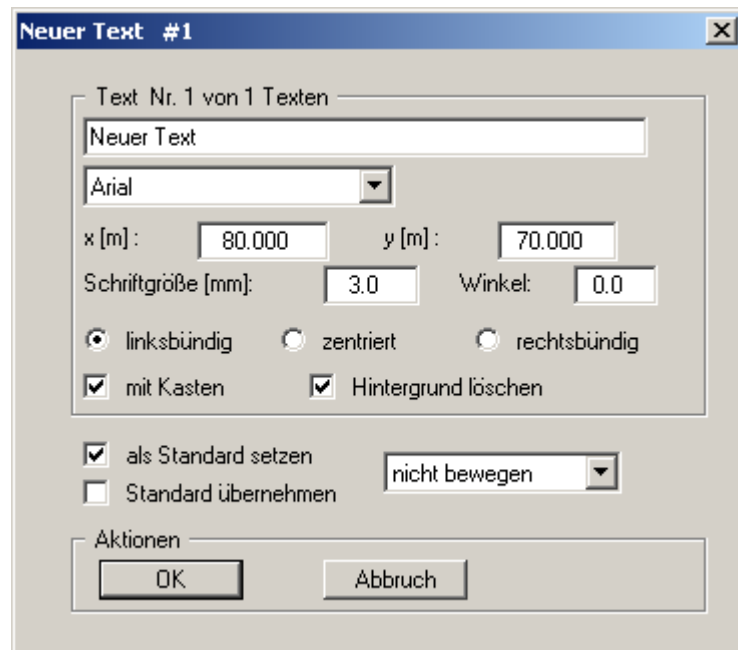 Neuer Text #1
Text Nr. 1 von 1 Texten
Neuer Text
Arial
x [m] : 80.000 y [m] : 70.000
Schriftgröße [mm]: 3.0 Winkel: 0.0
linksbündig zentriert rechtsbündig
mit Kasten Hintergrund löschen
als Standard setzen
nicht bewegen
Standard übernehmen
Aktionen
OK Abbruch